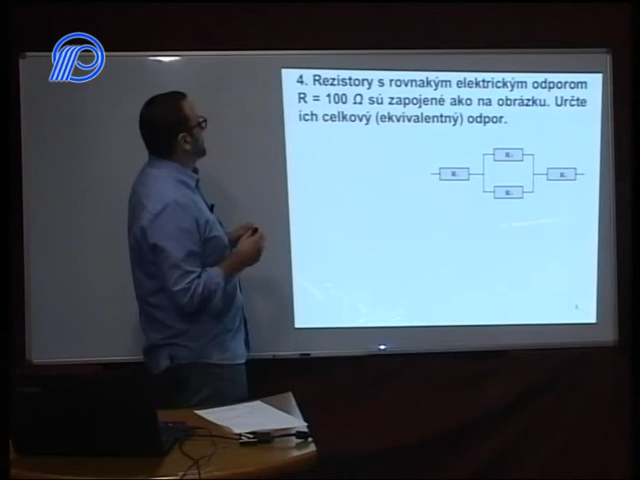 4. Rezistory s rovnakým elektrickým odporom
R = 100 Ω sú zapojené ako na obrázku. Určte
ich celkový (ekvivalentný) odpor.